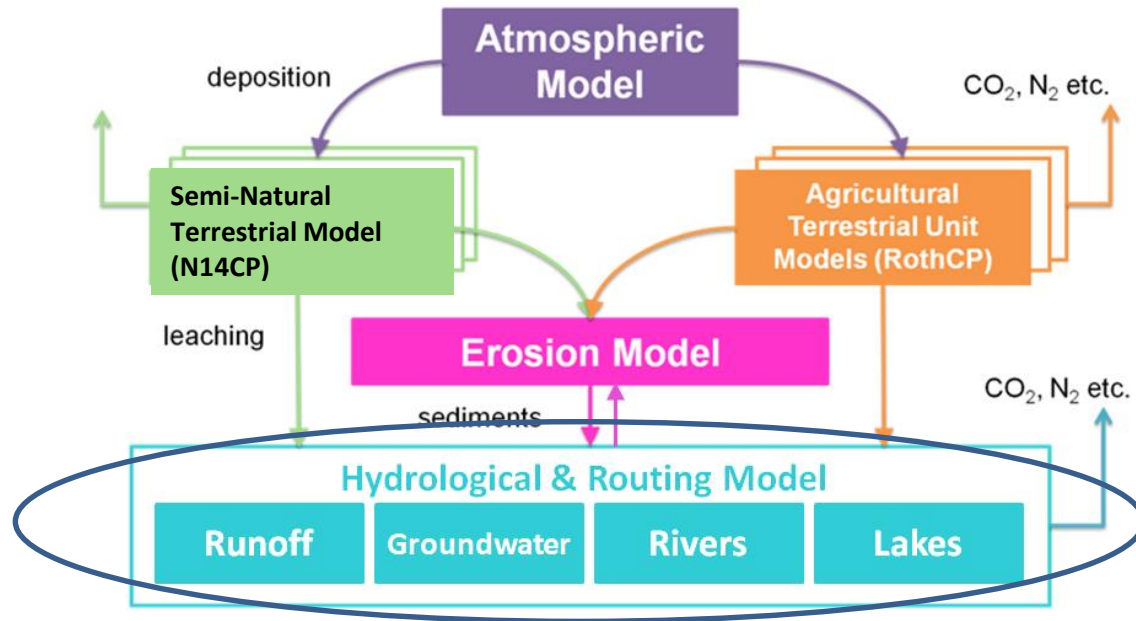 Atmospheric
Model
deposition
CO₂, N₂ etc.
Semi-Natural
Terrestrial Model
(N14CP)
Agricultural
Terrestrial Unit
Models (RothCP)
leaching
Erosion Model
CO₂, N₂ etc.
sediments
Hydrological & Routing Model
Runoff
Groundwater
Rivers
Lakes